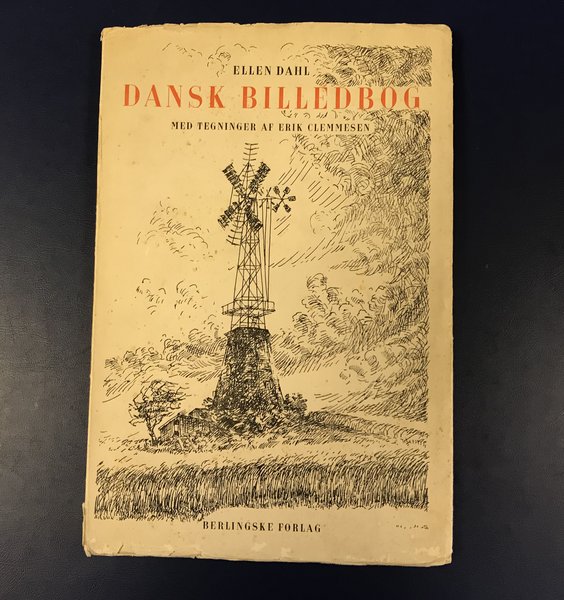 ELLEN DAHL
DANSK BILLEDBOG
MED TEGNINGER AF ERIK CLEMMESEN
BERLINGSKE FORLAG